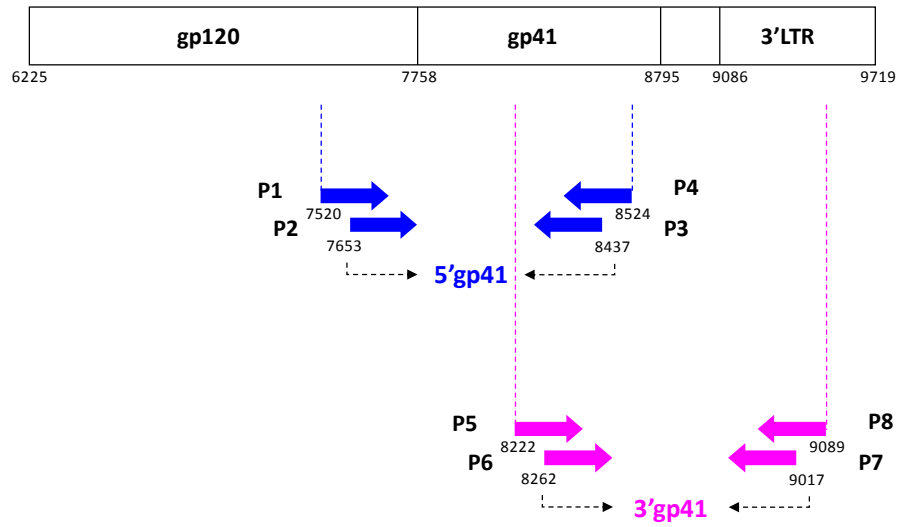 gp120 gp41 3'LTR
6225 7758 8795 9086 9719
P1 P4
7520 8524
P2 P3
7653 8437
5'gp41
P5 P8
8222 9089
P6 P7
8262 9017
3'gp41